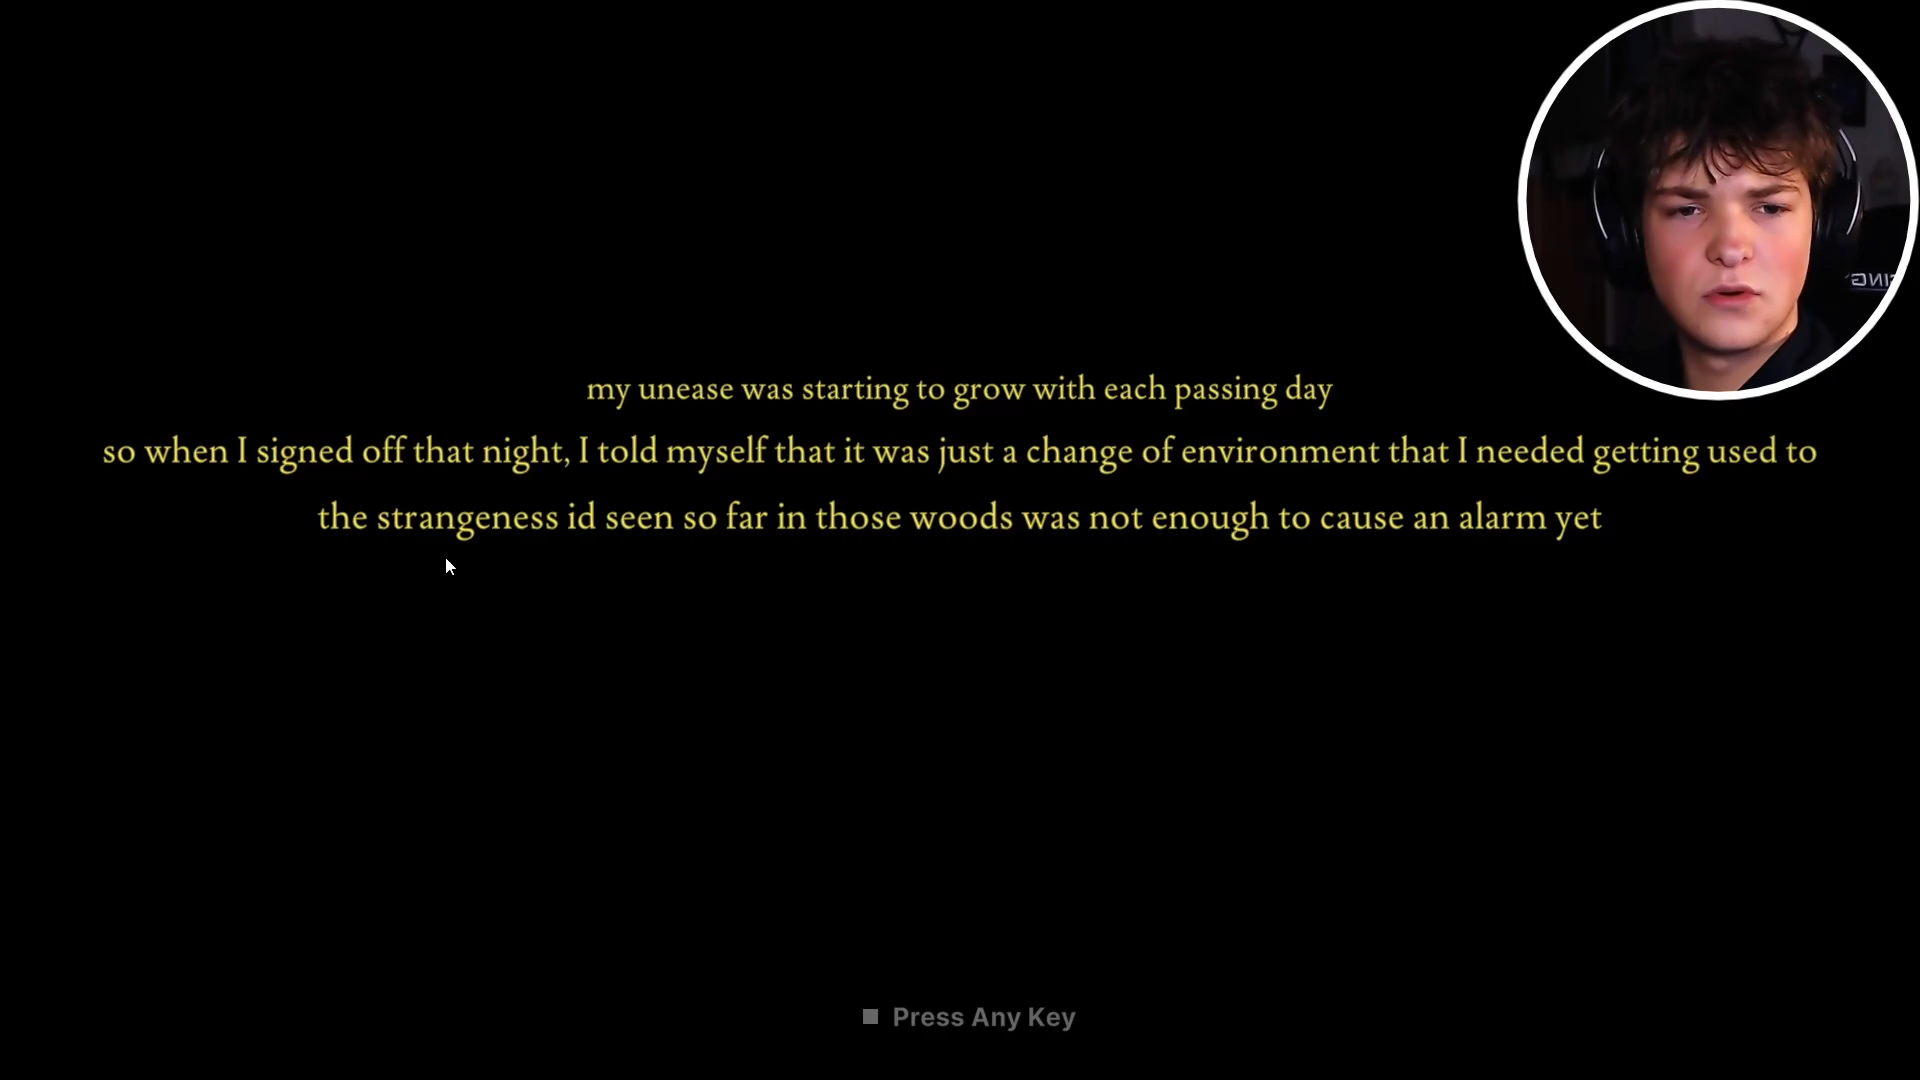 my unease was starting to grow with each passing day
so when I signed off that night, I told myself that it was just a change of environment that I needed getting used to
the strangeness id seen so far in those woods was not enough to cause an alarm yet
Press Any Key